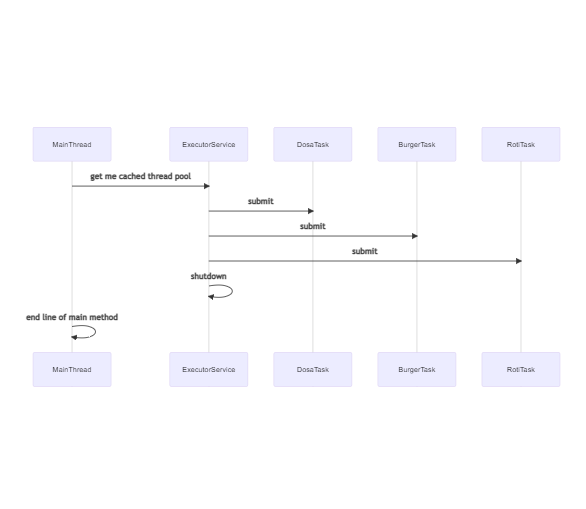 MainThread
ExecutorService
DosaTask
BurgerTask
RotiTask
get me cached thread pool
submit
submit
submit
shutdown
end line of main method
MainThread
ExecutorService
DosaTask
BurgerTask
RotiTask